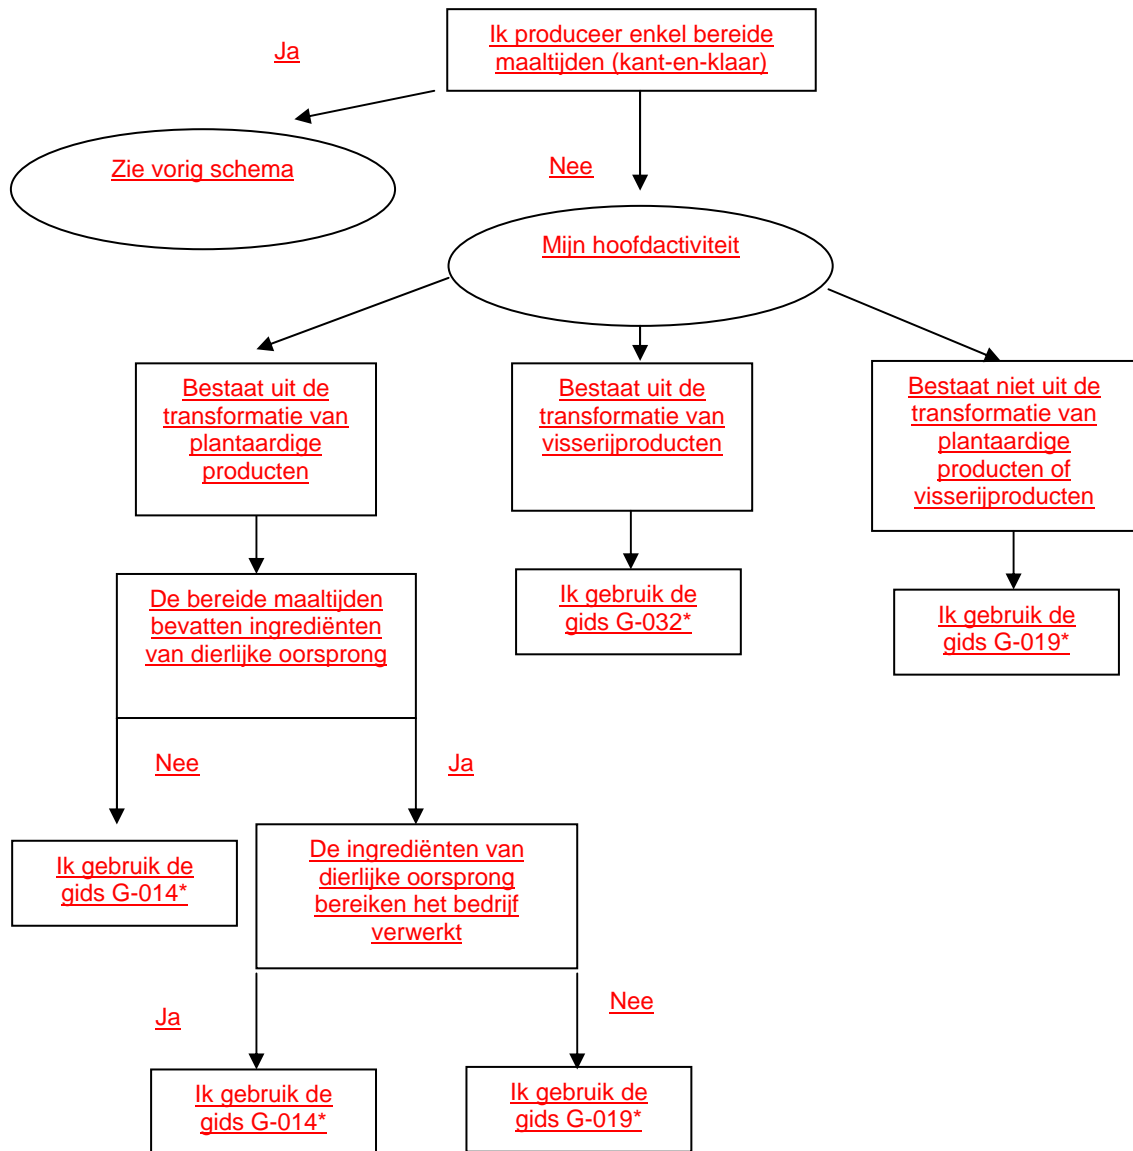 Ik produceer enkel bereide
maaltijden (kant-en-klaar)
Ja
Zie vorig schema
Nee
Mijn hoofdactiviteit
Bestaat uit de
transformatie van
plantaardige
producten
Bestaat uit de
transformatie van
visserijproducten
Bestaat niet uit de
transformatie van
plantaardige
producten of
visserijproducten
De bereide maaltijden
bevatten ingrediënten
van dierlijke oorsprong
Ik gebruik de
gids G-032*
Ik gebruik de
gids G-019*
Nee
Ja
Ik gebruik de
gids G-014*
De ingrediënten van
dierlijke oorsprong
bereiken het bedrijf
verwerkt
Ja
Nee
Ik gebruik de
gids G-014*
Ik gebruik de
gids G-019*